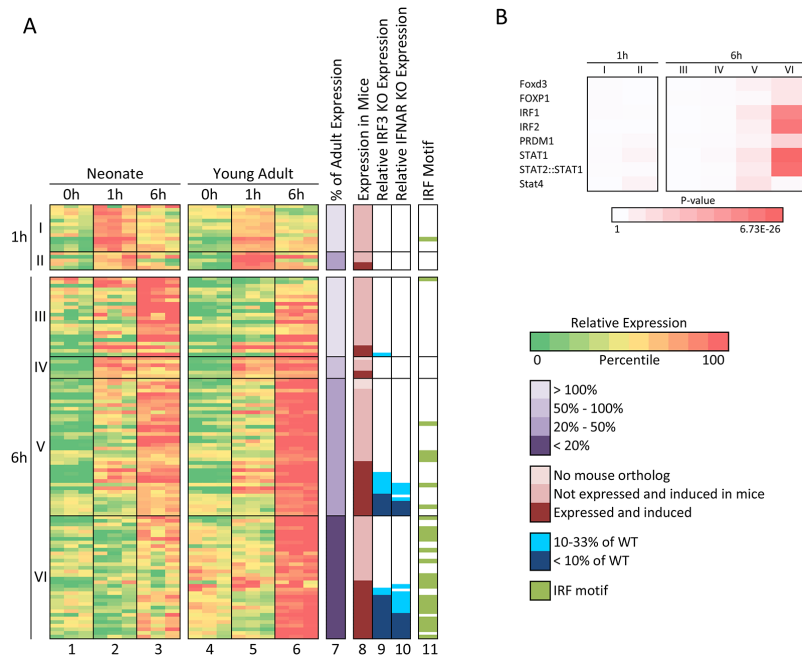 A
Neonate
Young Adult
0h 1h 6h 0h 1h 6h
% of Adult Expression
Expression in Mice
Relative IRF3 KO Expression
Relative IFNAR KO Expression
IRF Motif
1h
I
II
6h
III
IV
V
VI
1 2 3 4 5 6 7 8 9 10 11
B
1h 6h
I II III IV V VI
Foxd3
FOXP1
IRF1
IRF2
PRDM1
STAT1
STAT2::STAT1
Stat4
P-value
1 6.73E-26
Relative Expression
0 Percentile 100
> 100%
50% - 100%
20% - 50%
< 20%
No mouse ortholog
Not expressed and induced in mice
Expressed and induced
10-33% of WT
< 10% of WT
IRF motif